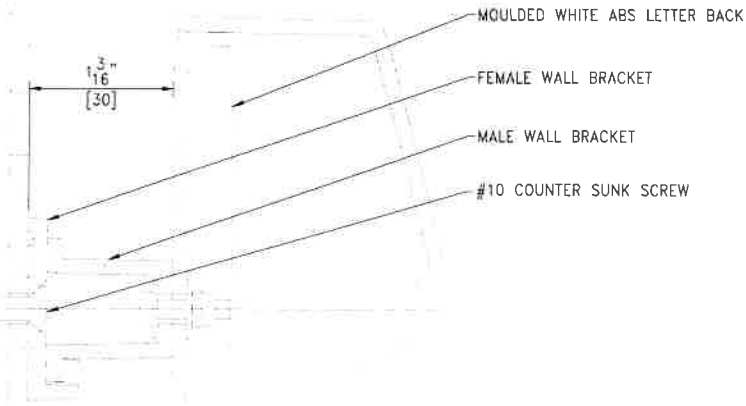 MOULDED WHITE ABS LETTER BACK
1 3/16"
[30]
FEMALE WALL BRACKET
MALE WALL BRACKET
#10 COUNTER SUNK SCREW